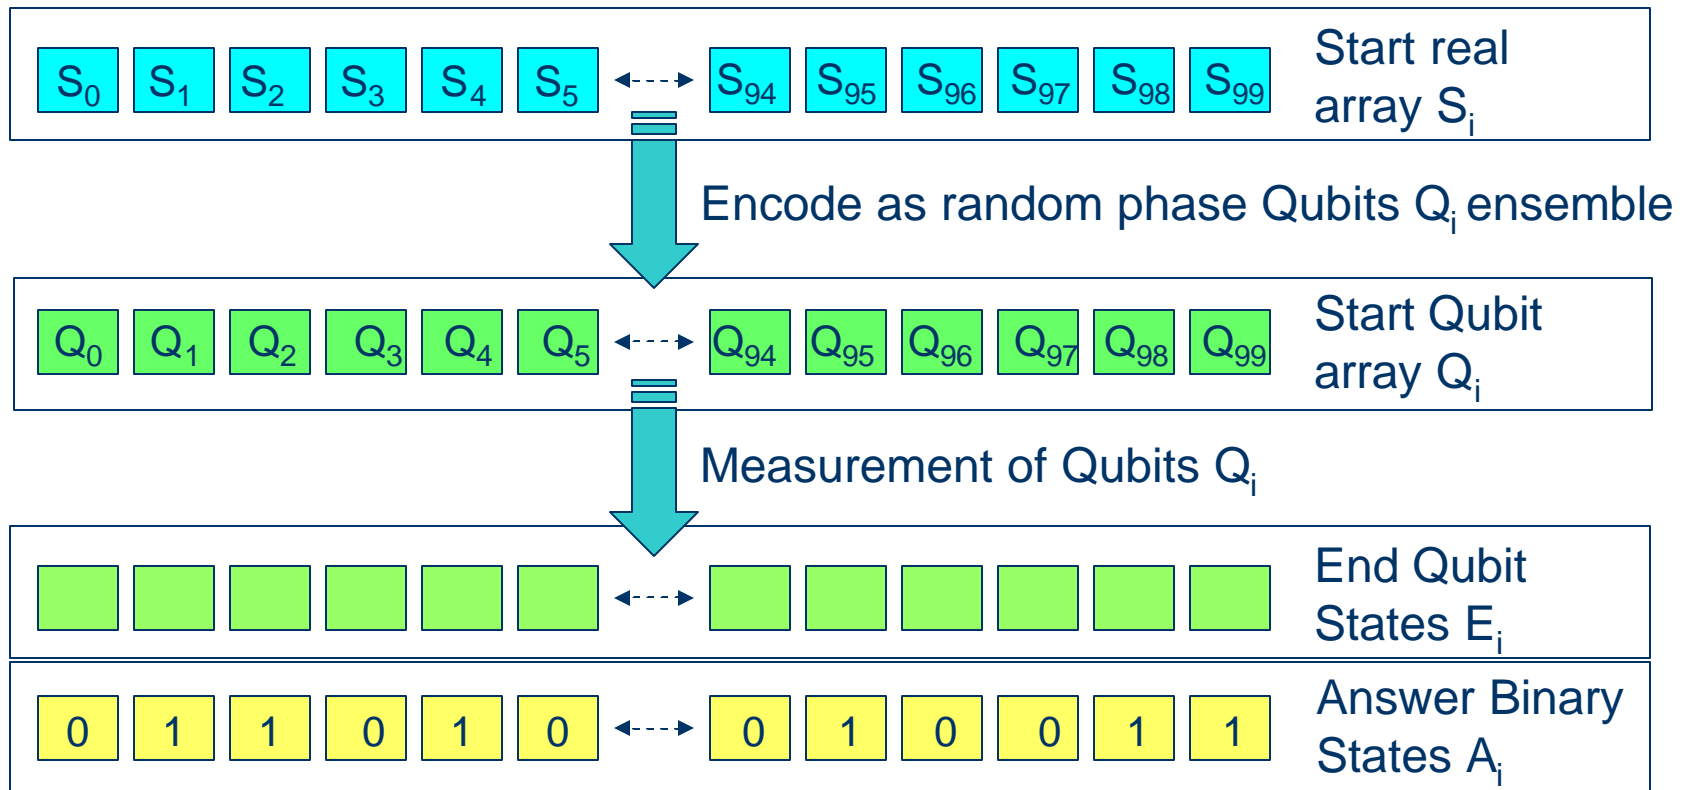 S₀ S₁ S₂ S₃ S₄ S₅ S₉₄ S₉₅ S₉₆ S₉₇ S₉₈ S₉₉
Start real
array Sᵢ
Encode as random phase Qubits Qᵢ ensemble
Q₀ Q₁ Q₂ Q₃ Q₄ Q₅ Q₉₄ Q₉₅ Q₉₆ Q₉₇ Q₉₈ Q₉₉
Start Qubit
array Qᵢ
Measurement of Qubits Qᵢ
End Qubit
States Eᵢ
0 1 1 0 1 0 0 1 0 0 1 1
Answer Binary
States Aᵢ